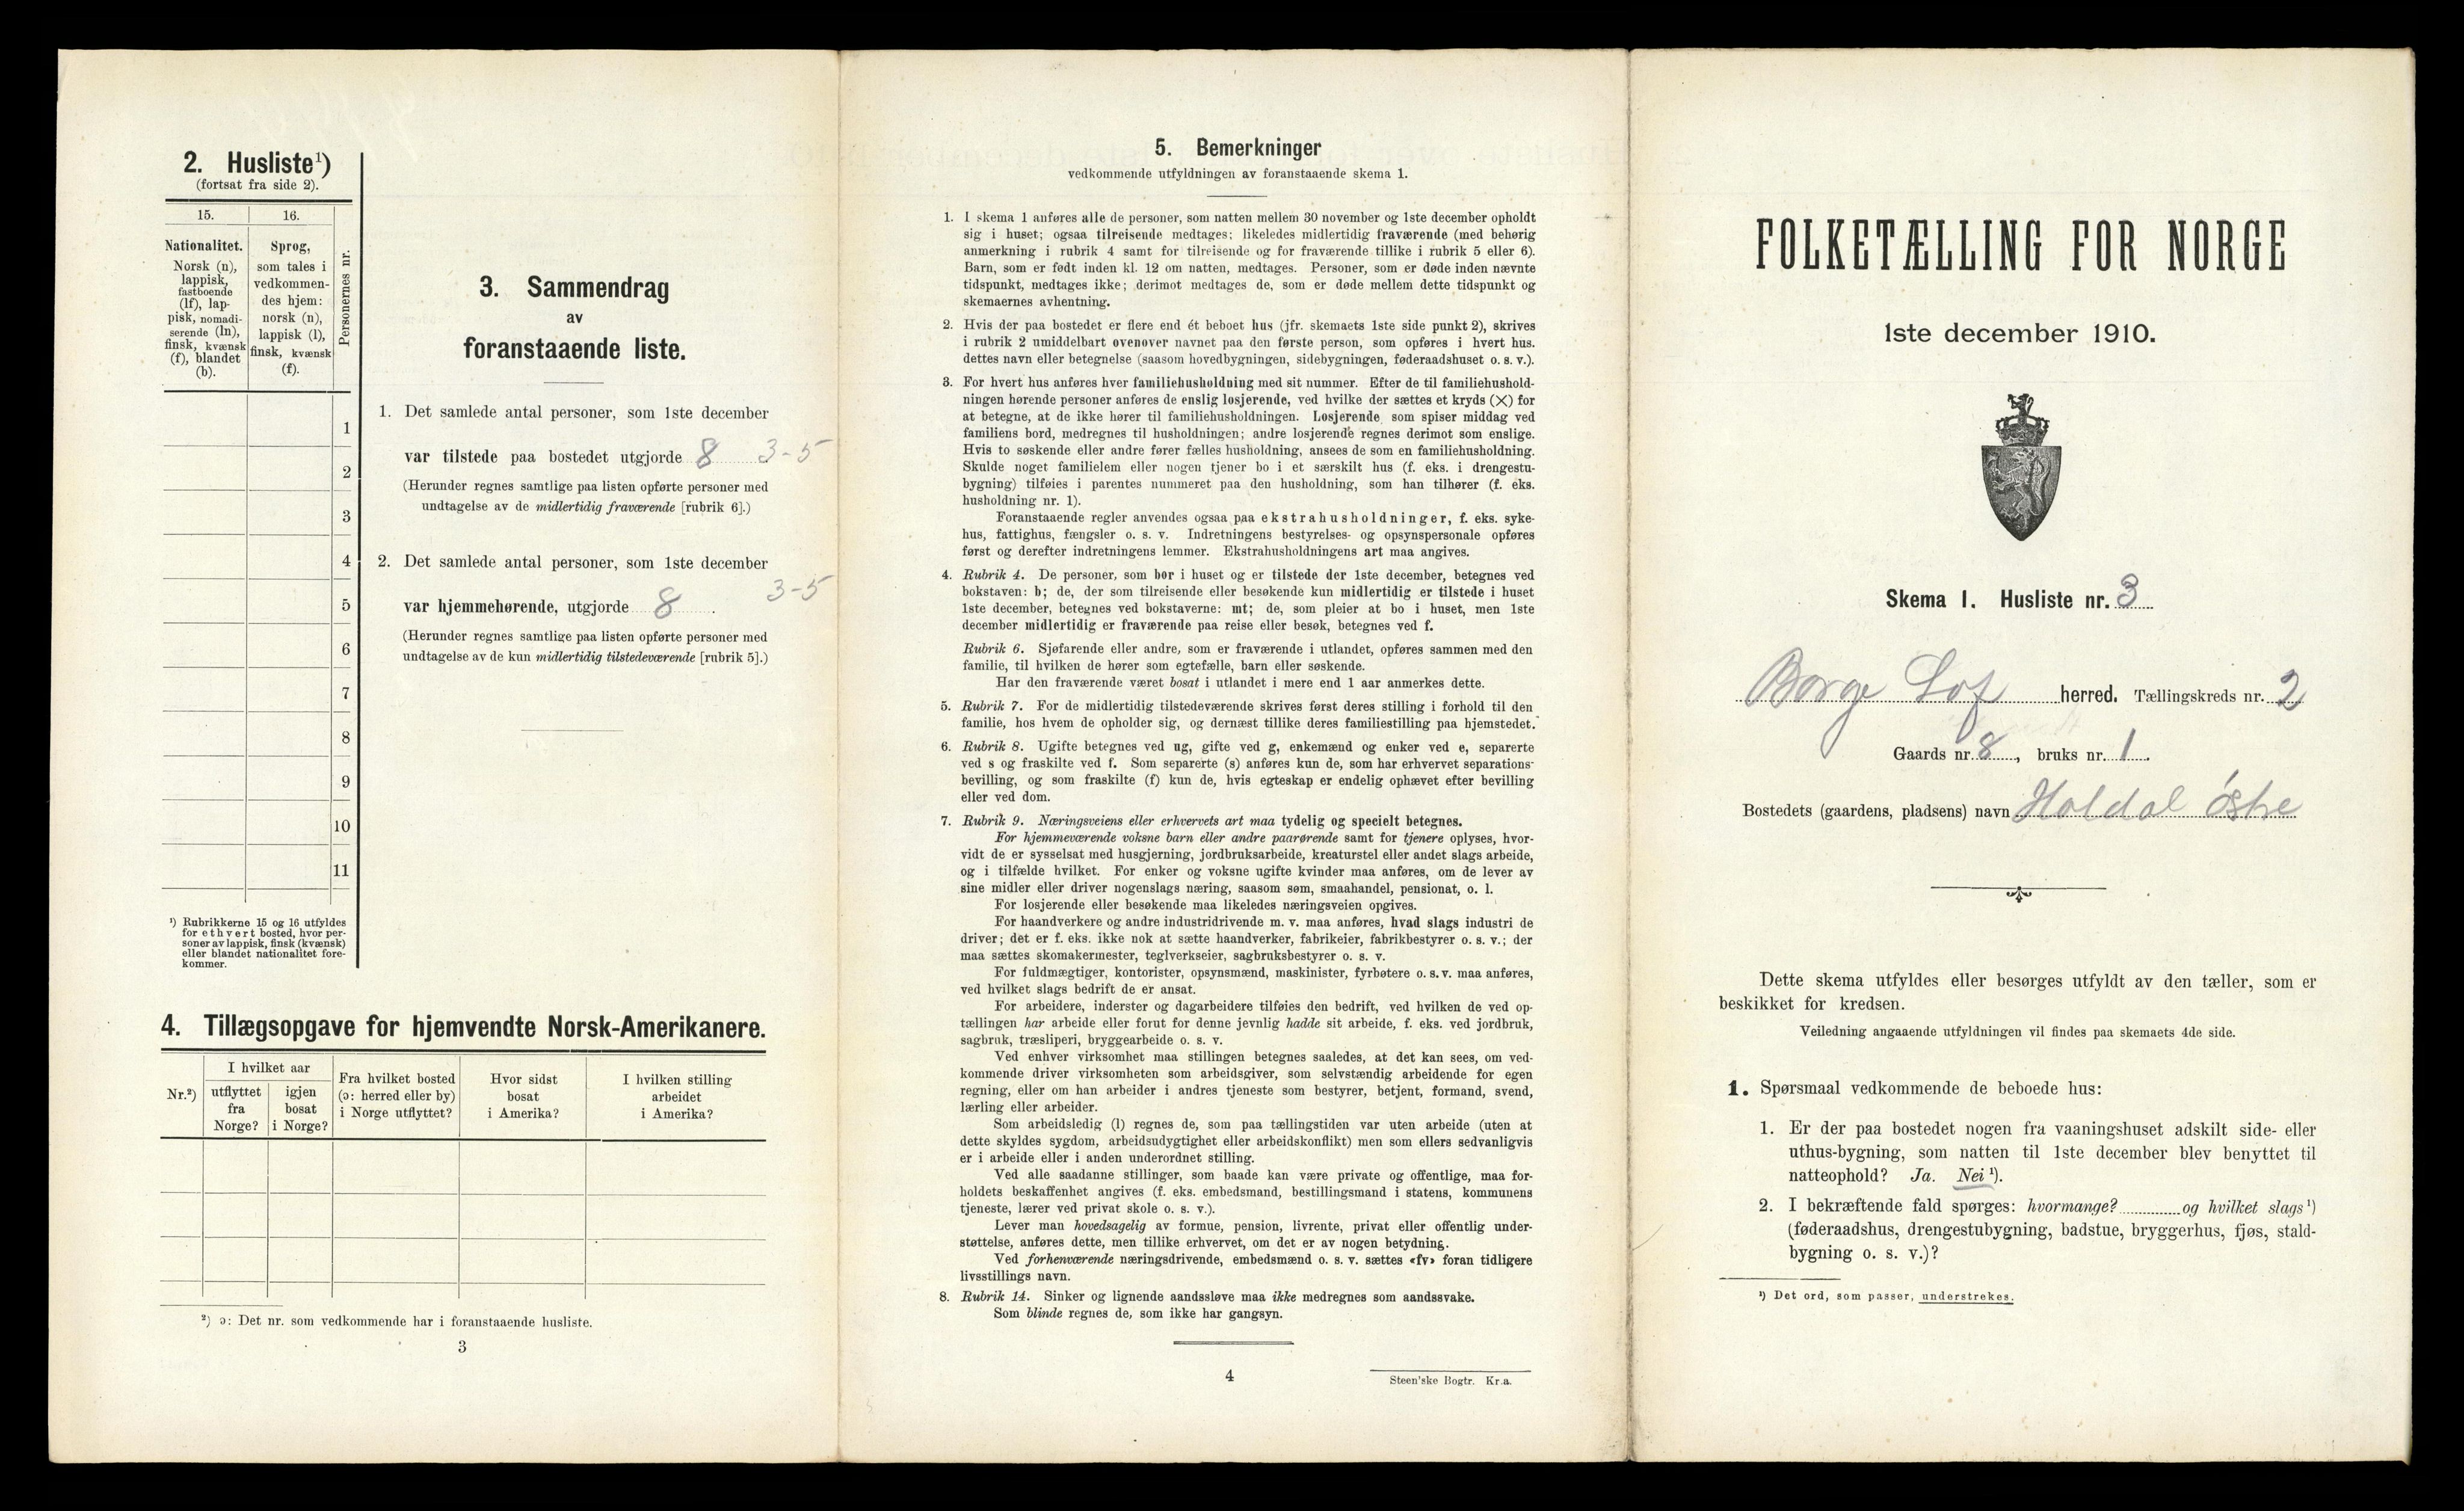 2. Husliste¹)
(fortsat fra side 2).
15.
16.
Personernes nr.
Nationalitet.
Norsk (n),
lappisk,
fastboende
(lf), lap-
pisk, nomadi-
serende (ln),
finsk, kvænsk
(f), blandet
(b).
Sprog,
som tales i
vedkommen-
des hjem:
norsk (n),
lappisk (l),
finsk, kvænsk
(f).
1
2
3
4
5
6
7
8
9
10
11
¹) Rubrikkerne 15 og 16 utfyldes
for ethvert bosted, hvor per-
soner av lappisk, finsk (kvænsk)
eller blandet nationalitet fore-
kommer.
3. Sammendrag
av
foranstaaende liste.
1. Det samlede antal personer, som 1ste december
var tilstede paa bostedet utgjorde 8 3-5
(Herunder regnes samtlige paa listen opførte personer med
undtagelse av de midlertidig fraværende [rubrik 6].)
2. Det samlede antal personer, som 1ste december
3-5
var hjemmehørende, utgjorde 8.
(Herunder regnes samtlige paa listen opførte personer med
undtagelse av de kun midlertidig tilstedeværende [rubrik 5].)
4. Tillægsopgave for hjemvendte Norsk-Amerikanere.
Nr.²)
I hvilket aar
utflyttet
fra
Norge?
igjen
bosat
i Norge?
Fra hvilket bosted
(ɔ: herred eller by)
i Norge utflyttet?
Hvor sidst
bosat
i Amerika?
I hvilken stilling
arbeidet
i Amerika?
²) ɔ: Det nr. som vedkommende har i foranstaaende husliste.
3
5. Bemerkninger
vedkommende utfyldningen av foranstaaende skema 1.
1. I skema 1 anføres alle de personer, som natten mellem 30 november og 1ste december opholdt
sig i huset; ogsaa tilreisende medtages; likeledes midlertidig fraværende (med behørig
anmerkning i rubrik 4 samt for tilreisende og for fraværende tillike i rubrik 5 eller 6).
Barn, som er født inden kl. 12 om natten, medtages. Personer, som er døde inden nævnte
tidspunkt, medtages ikke; derimot medtages de, som er døde mellem dette tidspunkt og
skemaernes avhentning.
2. Hvis der paa bostedet er flere end ét beboet hus (jfr. skemaets 1ste side punkt 2), skrives
i rubrik 2 umiddelbart ovenover navnet paa den første person, som opføres i hvert hus.
dettes navn eller betegnelse (saasom hovedbygningen, sidebygningen, føderaadshuset o. s. v.).
3. For hvert hus anføres hver familiehusholdning med sit nummer. Efter de til familiehushold-
ningen hørende personer anføres de enslig losjerende, ved hvilke der sættes et kryds (×) for
at betegne, at de ikke hører til familiehusholdningen. Losjerende som spiser middag ved
familiens bord, medregnes til husholdningen; andre losjerende regnes derimot som enslige.
Hvis to søskende eller andre fører fælles husholdning, ansees de som en familiehusholdning.
Skulde noget familielem eller nogen tjener bo i et særskilt hus (f. eks. i drengestu-
bygning) tilføies i parentes nummeret paa den husholdning, som han tilhører (f. eks.
husholdning nr. 1).
Foranstaaende regler anvendes ogsaa paa ekstrahusholdninger, f. eks. syke-
hus, fattighus, fængsler o. s. v. Indretningens bestyrelses- og opsynspersonale opføres
først og derefter indretningens lemmer. Ekstrahusholdningens art maa angives.
4. Rubrik 4. De personer, som bor i huset og er tilstede der 1ste december, betegnes ved
bokstaven: b; de, der som tilreisende eller besøkende kun midlertidig er tilstede i huset
1ste december, betegnes ved bokstaverne: mt; de, som pleier at bo i huset, men 1ste
december midlertidig er fraværende paa reise eller besøk, betegnes ved f.
Rubrik 6. Sjøfarende eller andre, som er fraværende i utlandet, opføres sammen med den
familie, til hvilken de hører som egtefælle, barn eller søskende.
Har den fraværende været bosat i utlandet i mere end 1 aar anmerkes dette.
5. Rubrik 7. For de midlertidig tilstedeværende skrives først deres stilling i forhold til den
familie, hos hvem de opholder sig, og dernæst tillike deres familiestilling paa hjemstedet.
6. Rubrik 8. Ugifte betegnes ved ug, gifte ved g, enkemænd og enker ved e, separerte
ved s og fraskilte ved f. Som separerte (s) anføres kun de, som har erhvervet separations-
bevilling, og som fraskilte (f) kun de, hvis egteskap er endelig ophævet efter bevilling
eller ved dom.
7. Rubrik 9. Næringsveiens eller erhvervets art maa tydelig og specielt betegnes.
For hjemmeværende voksne barn eller andre paarørende samt for tjenere oplyses, hvor-
vidt de er sysselsat med husgjerning, jordbruksarbeide, kreaturstel eller andet slags arbeide,
og i tilfælde hvilket. For enker og voksne ugifte kvinder maa anføres, om de lever av
sine midler eller driver nogenslags næring, saasom søm, smaahandel, pensionat, o. l.
For losjerende eller besøkende maa likeledes næringsveien opgives.
For haandverkere og andre industridrivende m. v. maa anføres, hvad slags industri de
driver; det er f. eks. ikke nok at sætte haandverker, fabrikeier, fabrikbestyrer o. s. v.; der
maa sættes skomakermester, teglverkseier, sagbruksbestyrer o. s. v.
For fuldmægtiger, kontorister, opsynsmænd, maskinister, fyrbøtere o. s. v. maa anføres,
ved hvilket slags bedrift de er ansat.
For arbeidere, inderster og dagarbeidere tilføies den bedrift, ved hvilken de ved op-
tællingen har arbeide eller forut for denne jevnlig hadde sit arbeide, f. eks. ved jordbruk,
sagbruk, træsliperi, bryggearbeide o. s. v.
Ved enhver virksomhet maa stillingen betegnes saaledes, at det kan sees, om ved-
kommende driver virksomheten som arbeidsgiver, som selvstændig arbeidende for egen
regning, eller om han arbeider i andres tjeneste som bestyrer, betjent, formand, svend,
lærling eller arbeider.
Som arbeidsledig (l) regnes de, som paa tællingstiden var uten arbeide (uten at
dette skyldes sygdom, arbeidsudygtighet eller arbeidskonflikt) men som ellers sedvanligvis
er i arbeide eller i anden underordnet stilling.
Ved alle saadanne stillinger, som baade kan være private og offentlige, maa for-
holdets beskaffenhet angives (f. eks. embedsmand, bestillingsmand i statens, kommunens
tjeneste, lærer ved privat skole o. s. v.).
Lever man hovedsagelig av formue, pension, livrente, privat eller offentlig under-
støttelse, anføres dette, men tillike erhvervet, om det er av nogen betydning.
Ved forhenværende næringsdrivende, embedsmænd o. s. v. sættes «fv» foran tidligere
livsstillings navn.
8. Rubrik 14. Sinker og lignende aandssløve maa ikke medregnes som aandssvake.
Som blinde regnes de, som ikke har gangsyn.
4
Steen'ske Bogtr. Kr.a.
FOLKETÆLLING FOR NORGE
1ste december 1910.
Skema 1. Husliste nr. 3
Borge Lof herred. Tællingskreds nr. 2
Gaards nr. 8, bruks nr. 1.
Bostedets (gaardens, pladsens) navn Holdal østre
Dette skema utfyldes eller besørges utfyldt av den tæller, som er
beskikket for kredsen.
Veiledning angaaende utfyldningen vil findes paa skemaets 4de side.
1. Spørsmaal vedkommende de beboede hus:
1. Er der paa bostedet nogen fra vaaningshuset adskilt side- eller
uthus-bygning, som natten til 1ste december blev benyttet til
natteophold? Ja. Nei ¹).
2. I bekræftende fald spørges: hvormange? og hvilket slags ¹)
(føderaadshus, drengestubygning, badstue, bryggerhus, fjøs, stald-
bygning o. s. v.)?
¹) Det ord, som passer, understrekes.